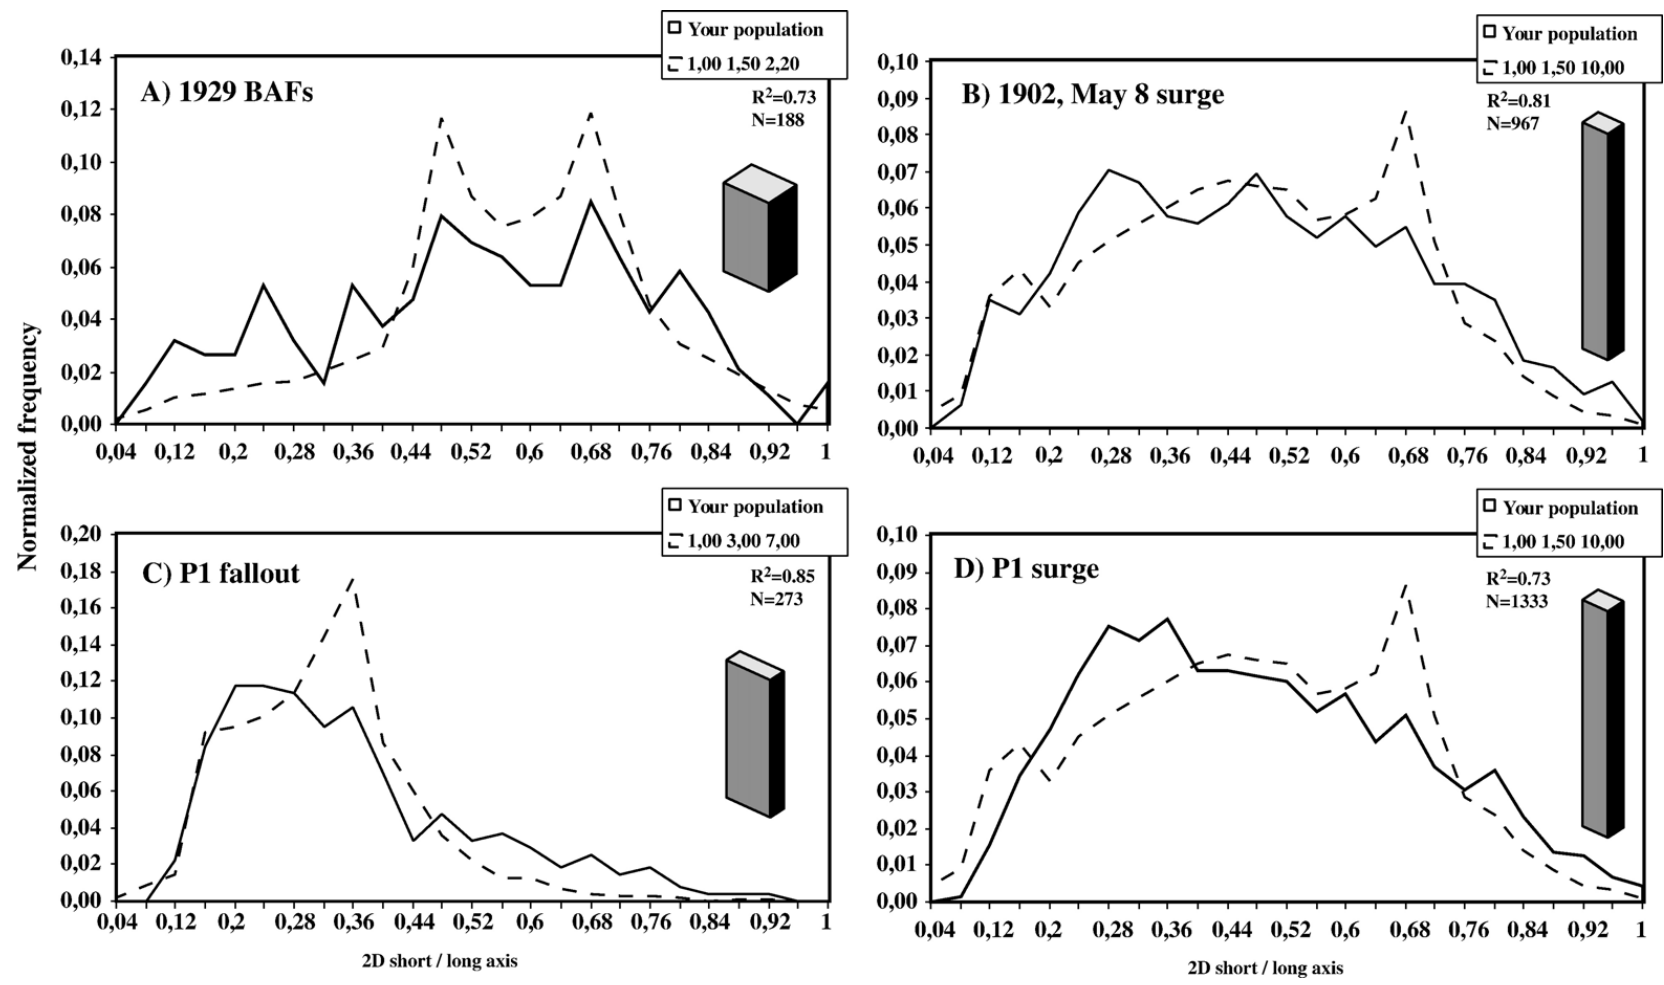 Your population
1,00 1,50 2,20
A) 1929 BAFs
R²=0.73
N=188
0,14
0,12
0,10
0,08
0,06
0,04
0,02
0,00
0,04 0,12 0,2 0,28 0,36 0,44 0,52 0,6 0,68 0,76 0,84 0,92 1
Your population
1,00 1,50 10,00
B) 1902, May 8 surge
R²=0.81
N=967
0,10
0,09
0,08
0,07
0,06
0,05
0,04
0,03
0,02
0,01
0,00
0,04 0,12 0,2 0,28 0,36 0,44 0,52 0,6 0,68 0,76 0,84 0,92 1
Normalized frequency
Your population
1,00 3,00 7,00
C) P1 fallout
R²=0.85
N=273
0,20
0,18
0,16
0,14
0,12
0,10
0,08
0,06
0,04
0,02
0,00
0,04 0,12 0,2 0,28 0,36 0,44 0,52 0,6 0,68 0,76 0,84 0,92 1
2D short / long axis
Your population
1,00 1,50 10,00
D) P1 surge
R²=0.73
N=1333
0,10
0,09
0,08
0,07
0,06
0,05
0,04
0,03
0,02
0,01
0,00
0,04 0,12 0,2 0,28 0,36 0,44 0,52 0,6 0,68 0,76 0,84 0,92 1
2D short / long axis